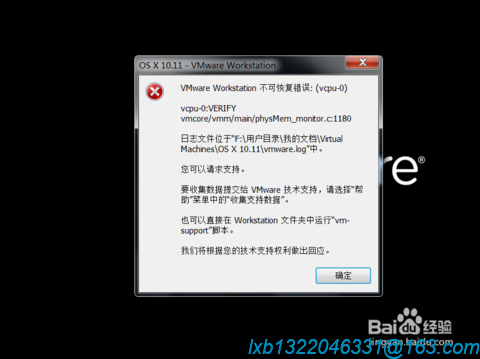 OS X 10.11 - VMware Workstation
VMware Workstation 不可恢复错误: (vcpu-0)
vcpu-0:VERIFY
vmcore/vmm/main/physMem_monitor.c:1180
日志文件位于"F:\用户目录\我的文档\Virtual
Machines\OS X 10.11\vmware.log"中。
您可以请求支持。
要收集数据提交给 VMware 技术支持，请选择"帮
助"菜单中的"收集支持数据"。
也可以直接在 Workstation 文件夹中运行"vm-
support"脚本。
我们将根据您的技术支持权利做出回应。
确定
are®
Baidu经验
jingyan.baidu.com
lxb1322046331@163.com